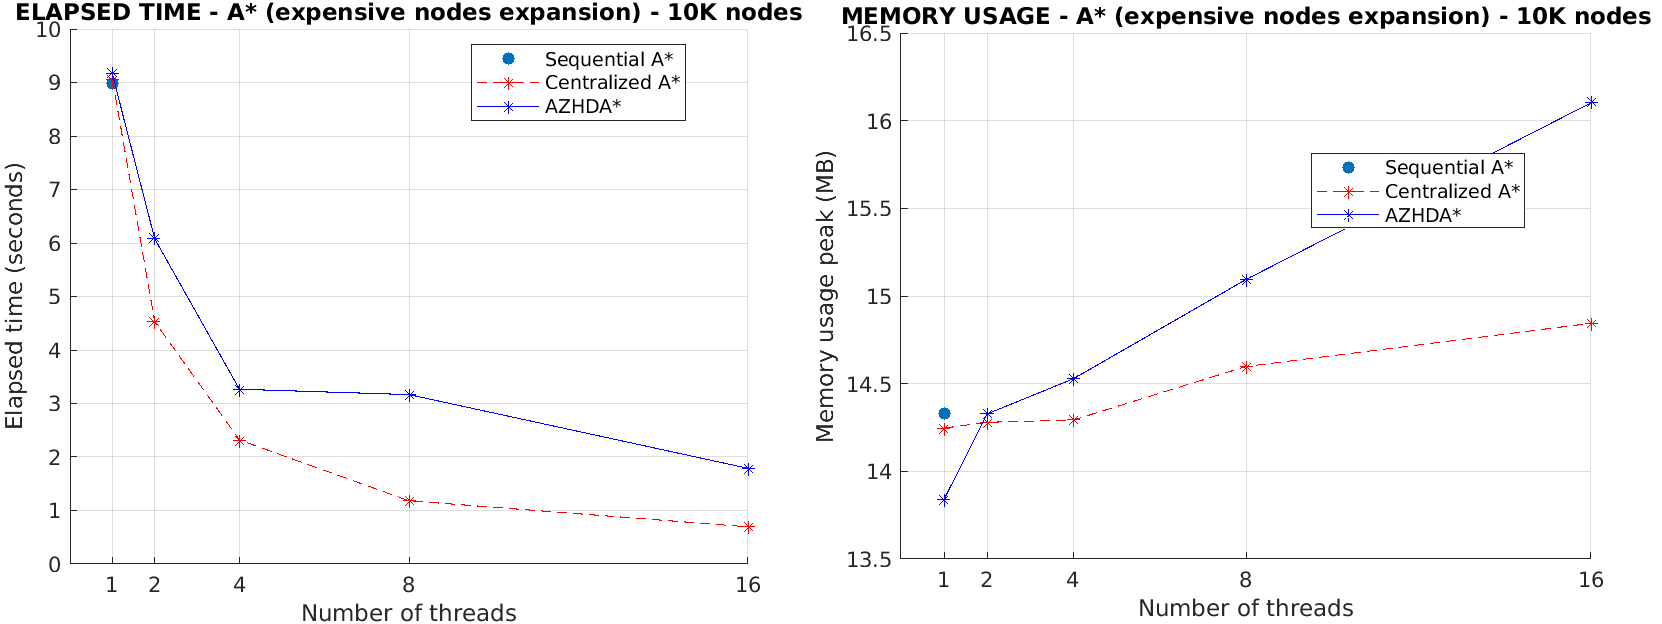 ELAPSED TIME - A* (expensive nodes expansion) - 10K nodes
10
9
8
7
6
5
4
3
2
1
0
Elapsed time (seconds)
Sequential A*
Centralized A*
AZHDA*
1 2 4 8 16
Number of threads
MEMORY USAGE - A* (expensive nodes expansion) - 10K nodes
16.5
16
15.5
15
14.5
14
13.5
Memory usage peak (MB)
Sequential A*
Centralized A*
AZHDA*
1 2 4 8 16
Number of threads